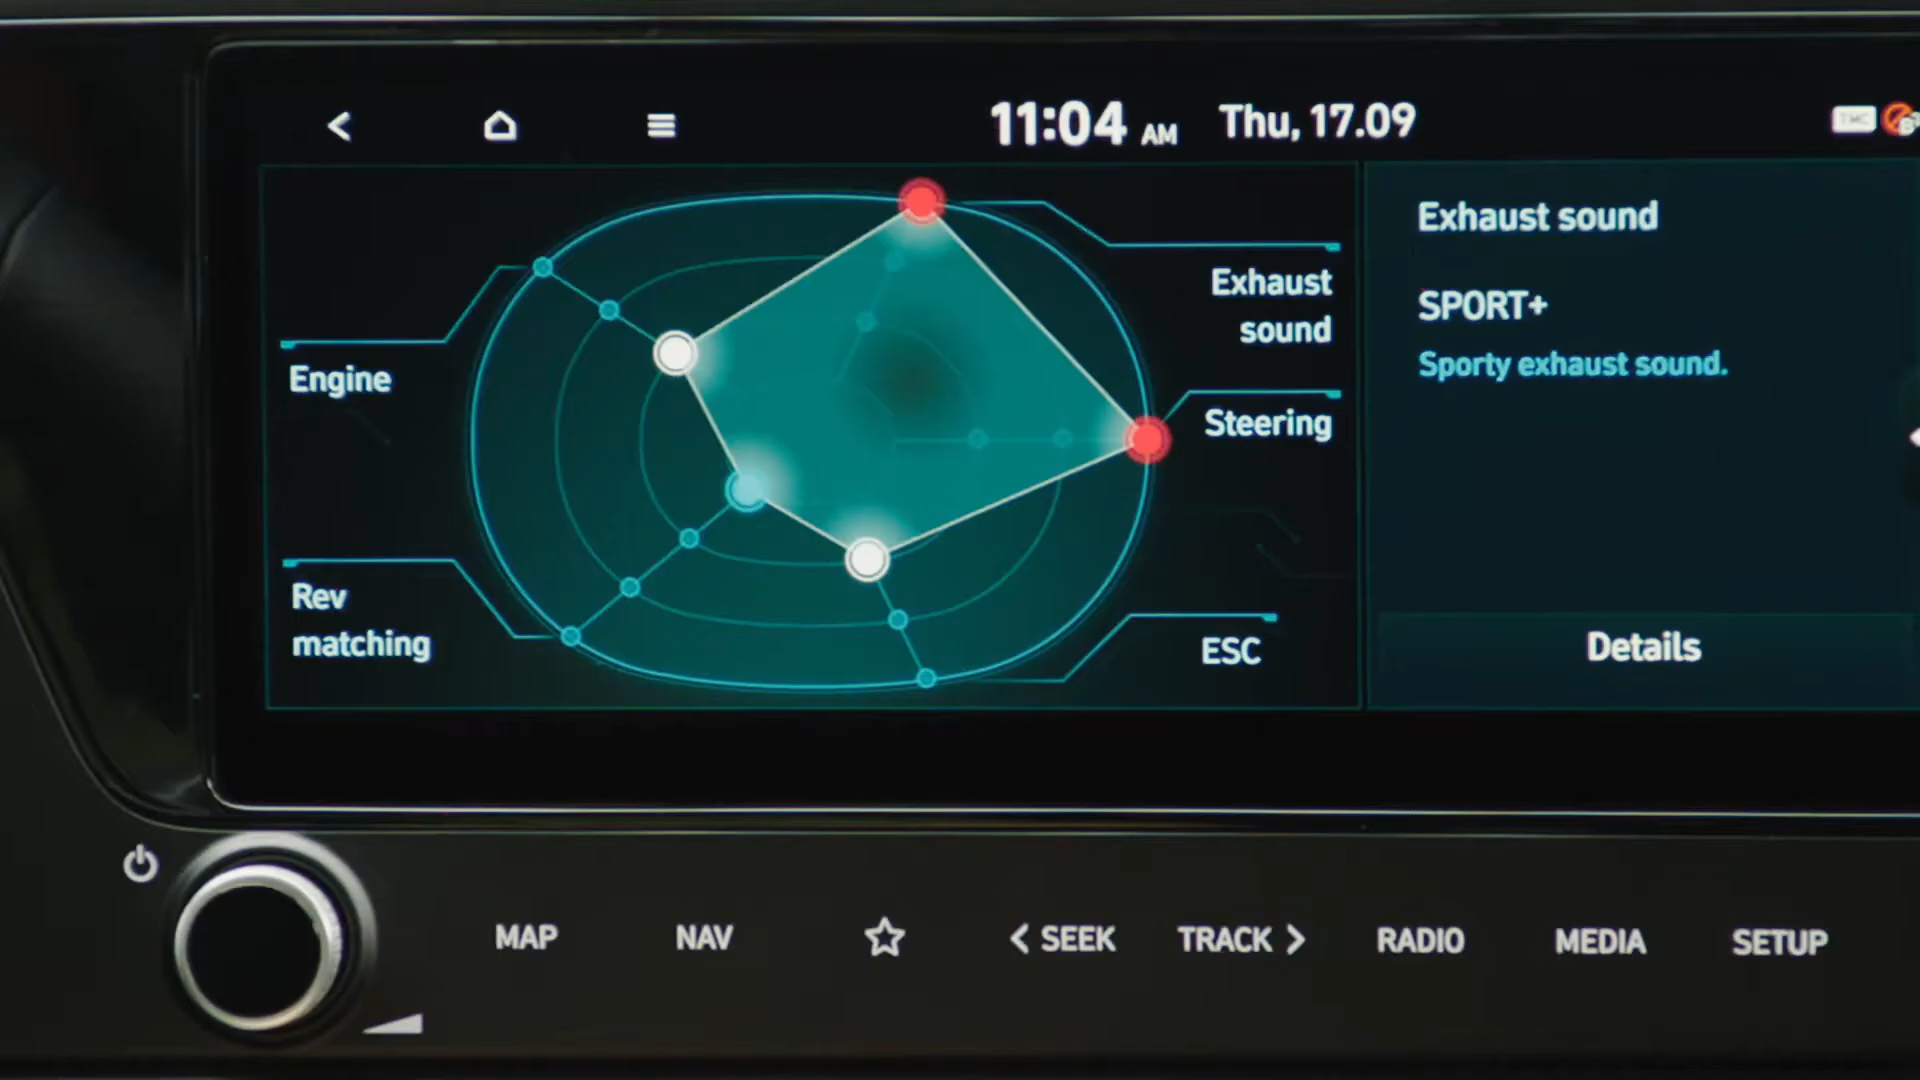 11:04 AM Thu, 17.09
Exhaust
sound
Steering
Engine
Rev
matching
ESC
Exhaust sound
SPORT+
Sporty exhaust sound.
Details
MAP NAV SEEK TRACK RADIO MEDIA SETUP